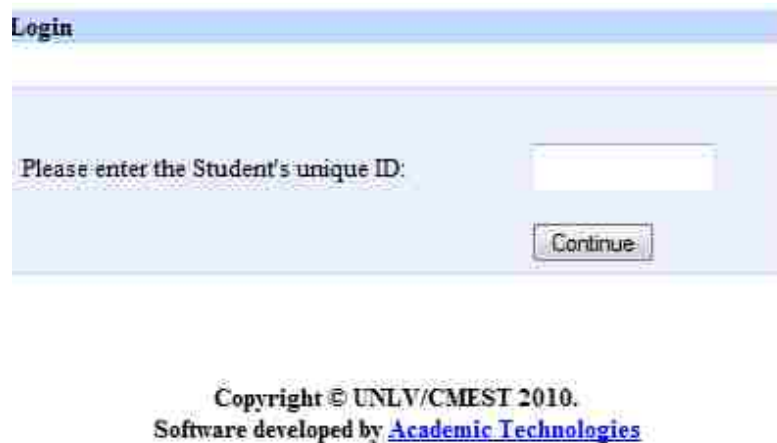 Login
Please enter the Student's unique ID:
Continue
Copyright © UNLV/CMEST 2010.
Software developed by Academic Technologies